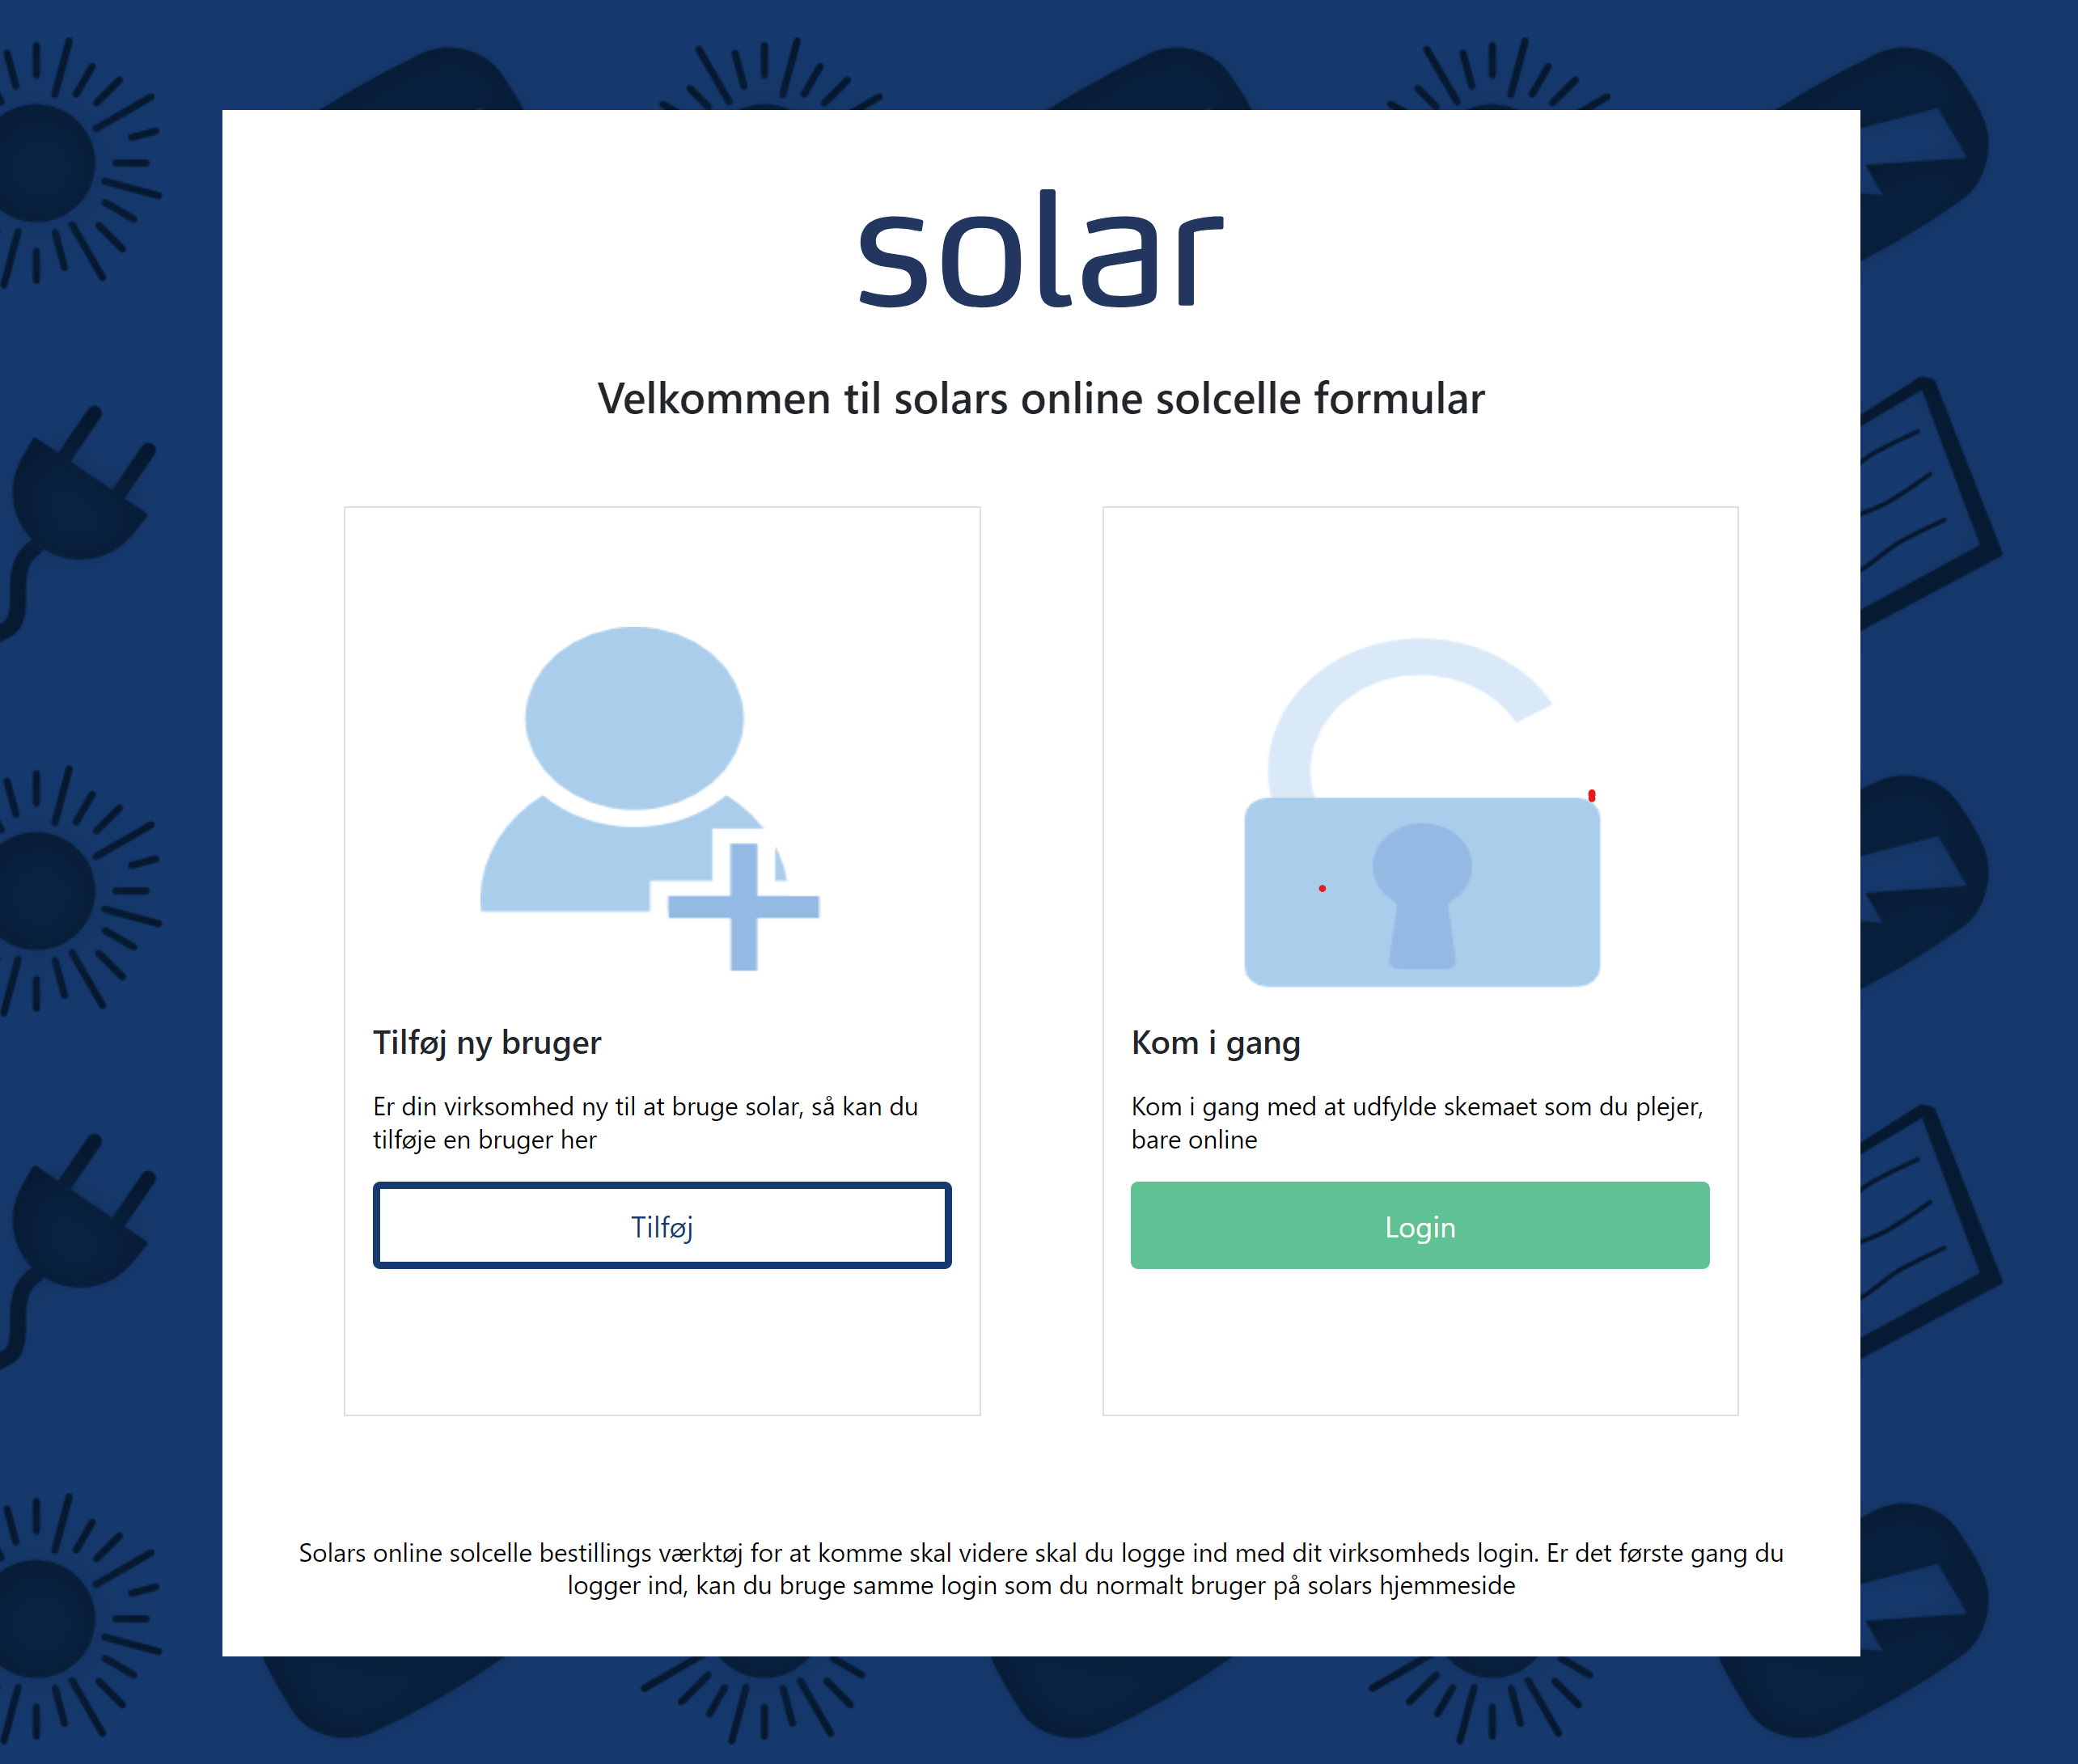 solar
Velkommen til solars online solcelle formular
Tilføj ny bruger
Er din virksomhed ny til at bruge solar, så kan du
tilføje en bruger her
Tilføj
Kom i gang
Kom i gang med at udfylde skemaet som du plejer,
bare online
Login
Solars online solcelle bestillings værktøj for at komme skal videre skal du logge ind med dit virksomheds login. Er det første gang du
logger ind, kan du bruge samme login som du normalt bruger på solars hjemmeside